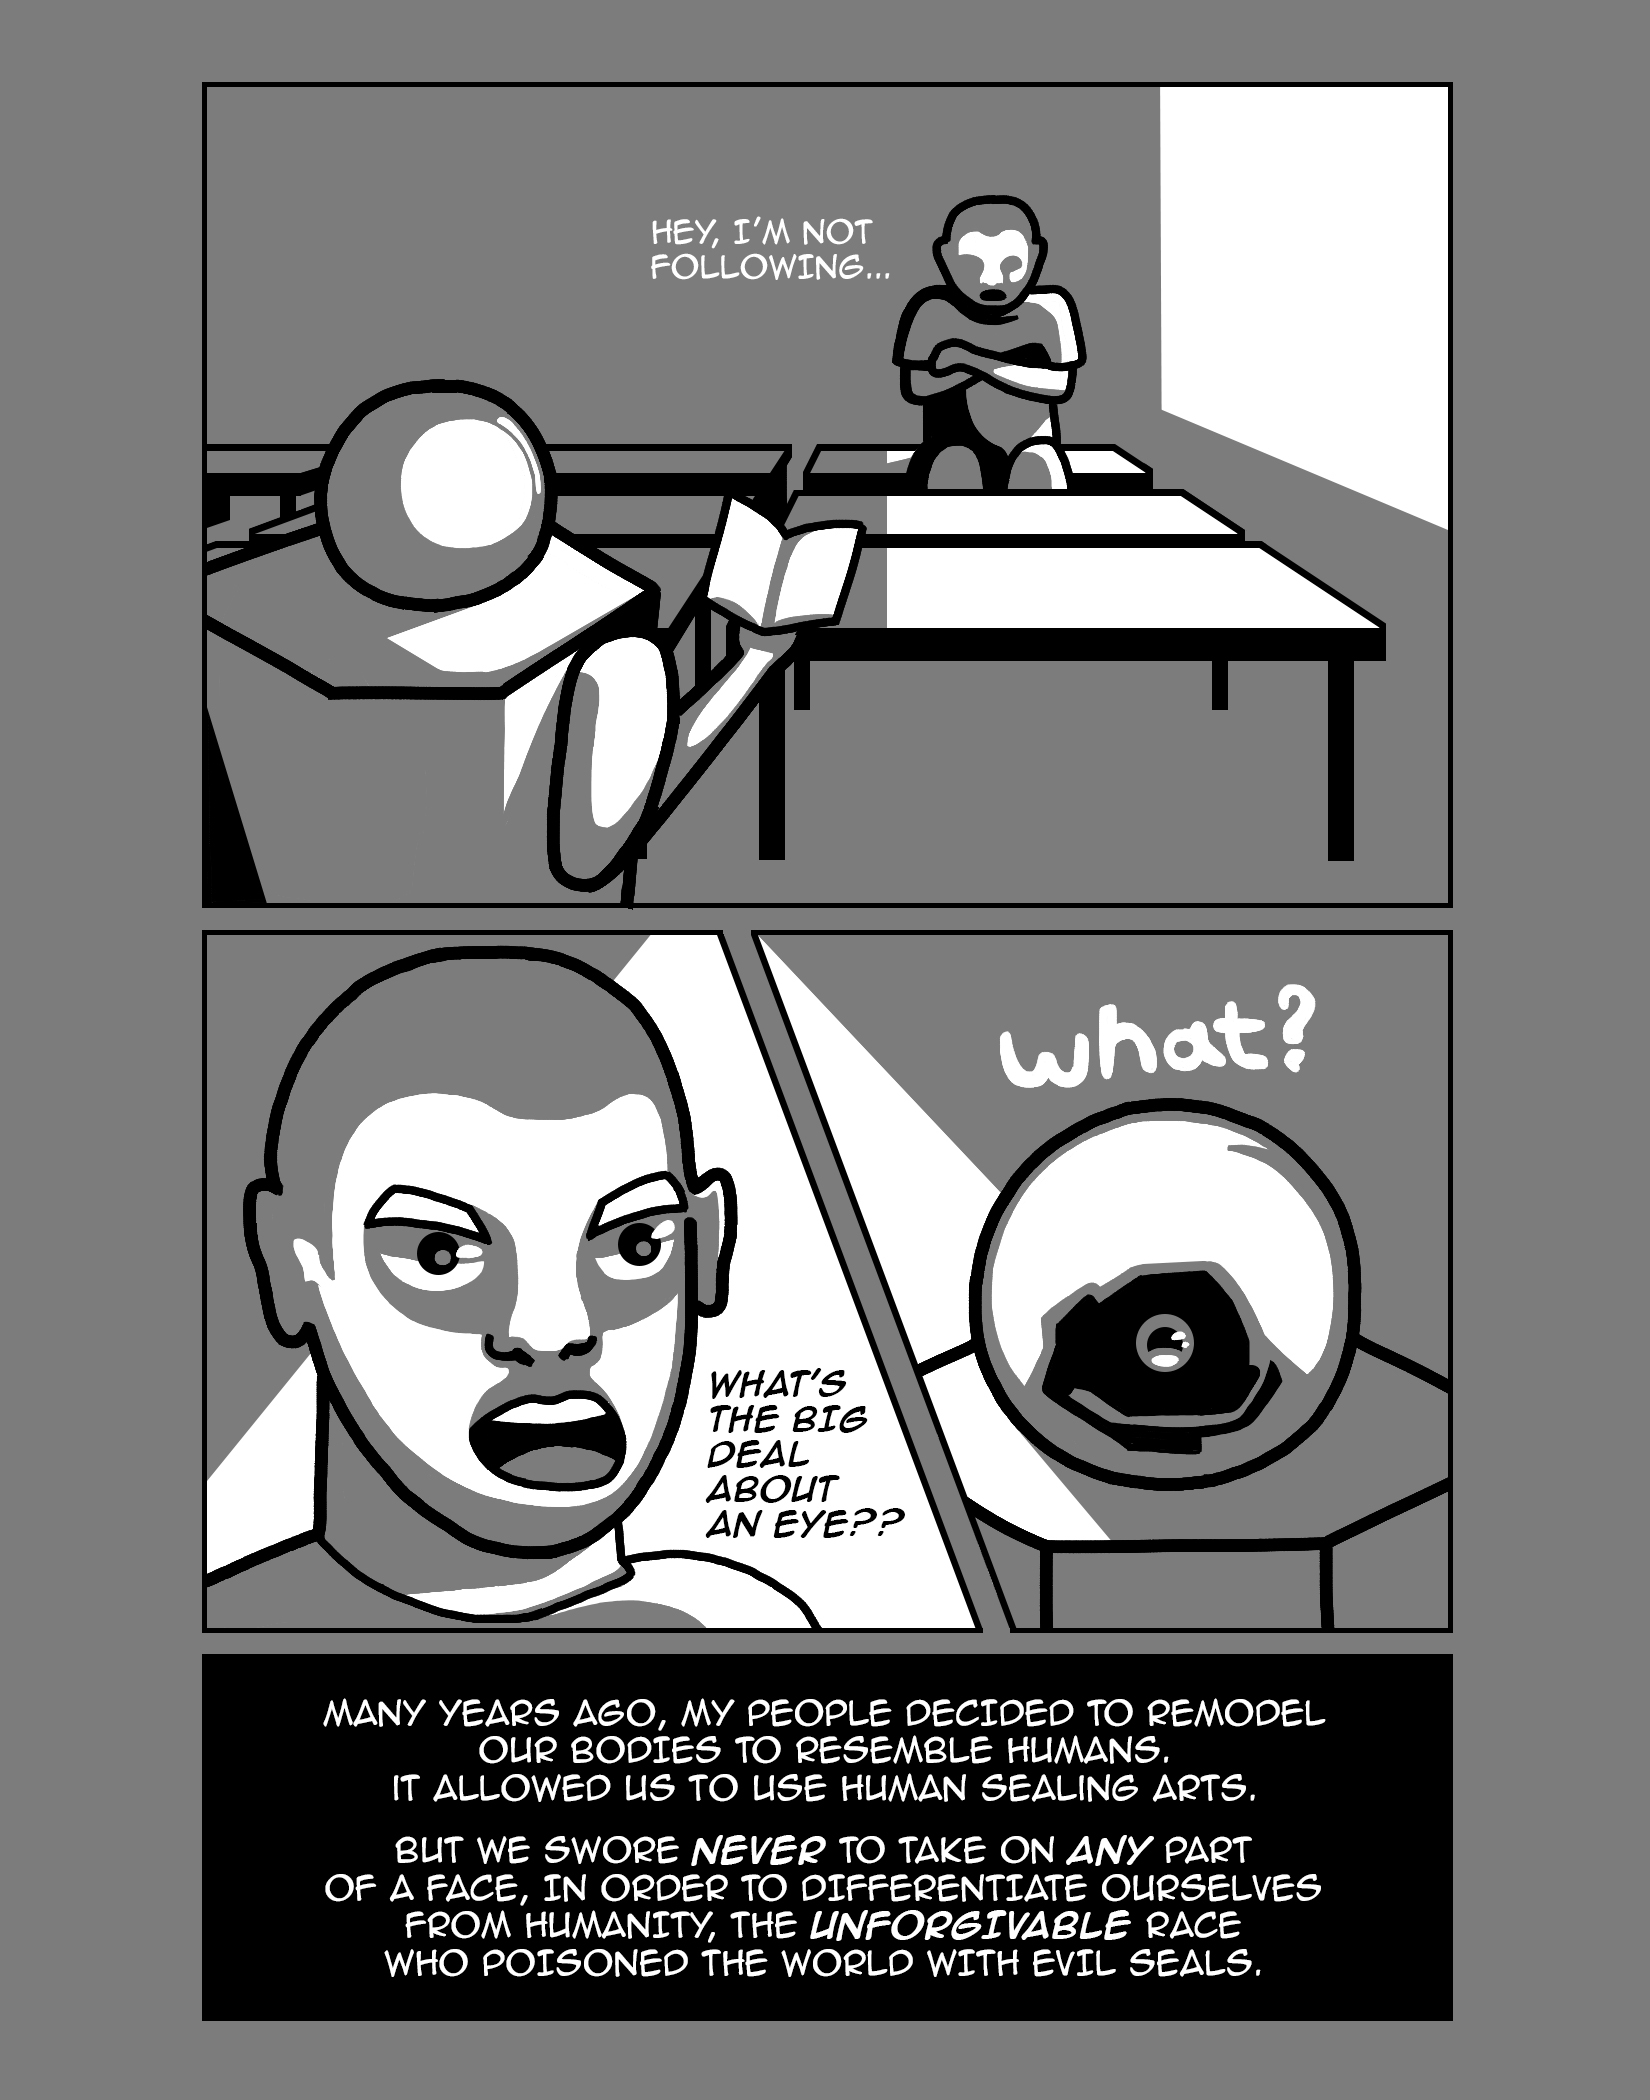 HEY, I'M NOT
FOLLOWING...
what?
WHAT'S
THE BIG
DEAL
ABOUT
AN EYE??
MANY YEARS AGO, MY PEOPLE DECIDED TO REMODEL
OUR BODIES TO RESEMBLE HUMANS.
IT ALLOWED US TO USE HUMAN SEALING ARTS.
BUT WE SWORE NEVER TO TAKE ON ANY PART
OF A FACE, IN ORDER TO DIFFERENTIATE OURSELVES
FROM HUMANITY, THE UNFORGIVABLE RACE
WHO POISONED THE WORLD WITH EVIL SEALS.